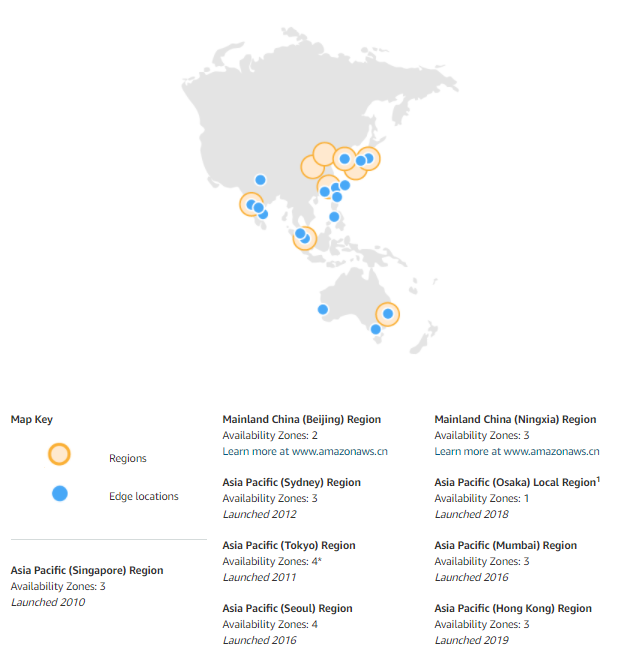 Map Key
Regions
Edge locations
Asia Pacific (Singapore) Region
Availability Zones: 3
Launched 2010
Mainland China (Beijing) Region
Availability Zones: 2
Learn more at www.amazonaws.cn
Asia Pacific (Sydney) Region
Availability Zones: 3
Launched 2012
Asia Pacific (Tokyo) Region
Availability Zones: 4*
Launched 2011
Asia Pacific (Seoul) Region
Availability Zones: 4
Launched 2016
Mainland China (Ningxia) Region
Availability Zones: 3
Learn more at www.amazonaws.cn
Asia Pacific (Osaka) Local Region¹
Availability Zones: 1
Launched 2018
Asia Pacific (Mumbai) Region
Availability Zones: 3
Launched 2016
Asia Pacific (Hong Kong) Region
Availability Zones: 3
Launched 2019